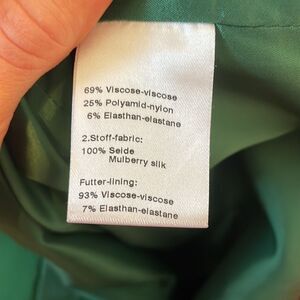 69% Viscose-viscose
25% Polyamid-nylon
6% Elasthan-elastane
2.Stoff-fabric:
100% Seide
Mulberry silk
Futter-lining:
93% Viscose-viscose
7% Elasthan-elastane